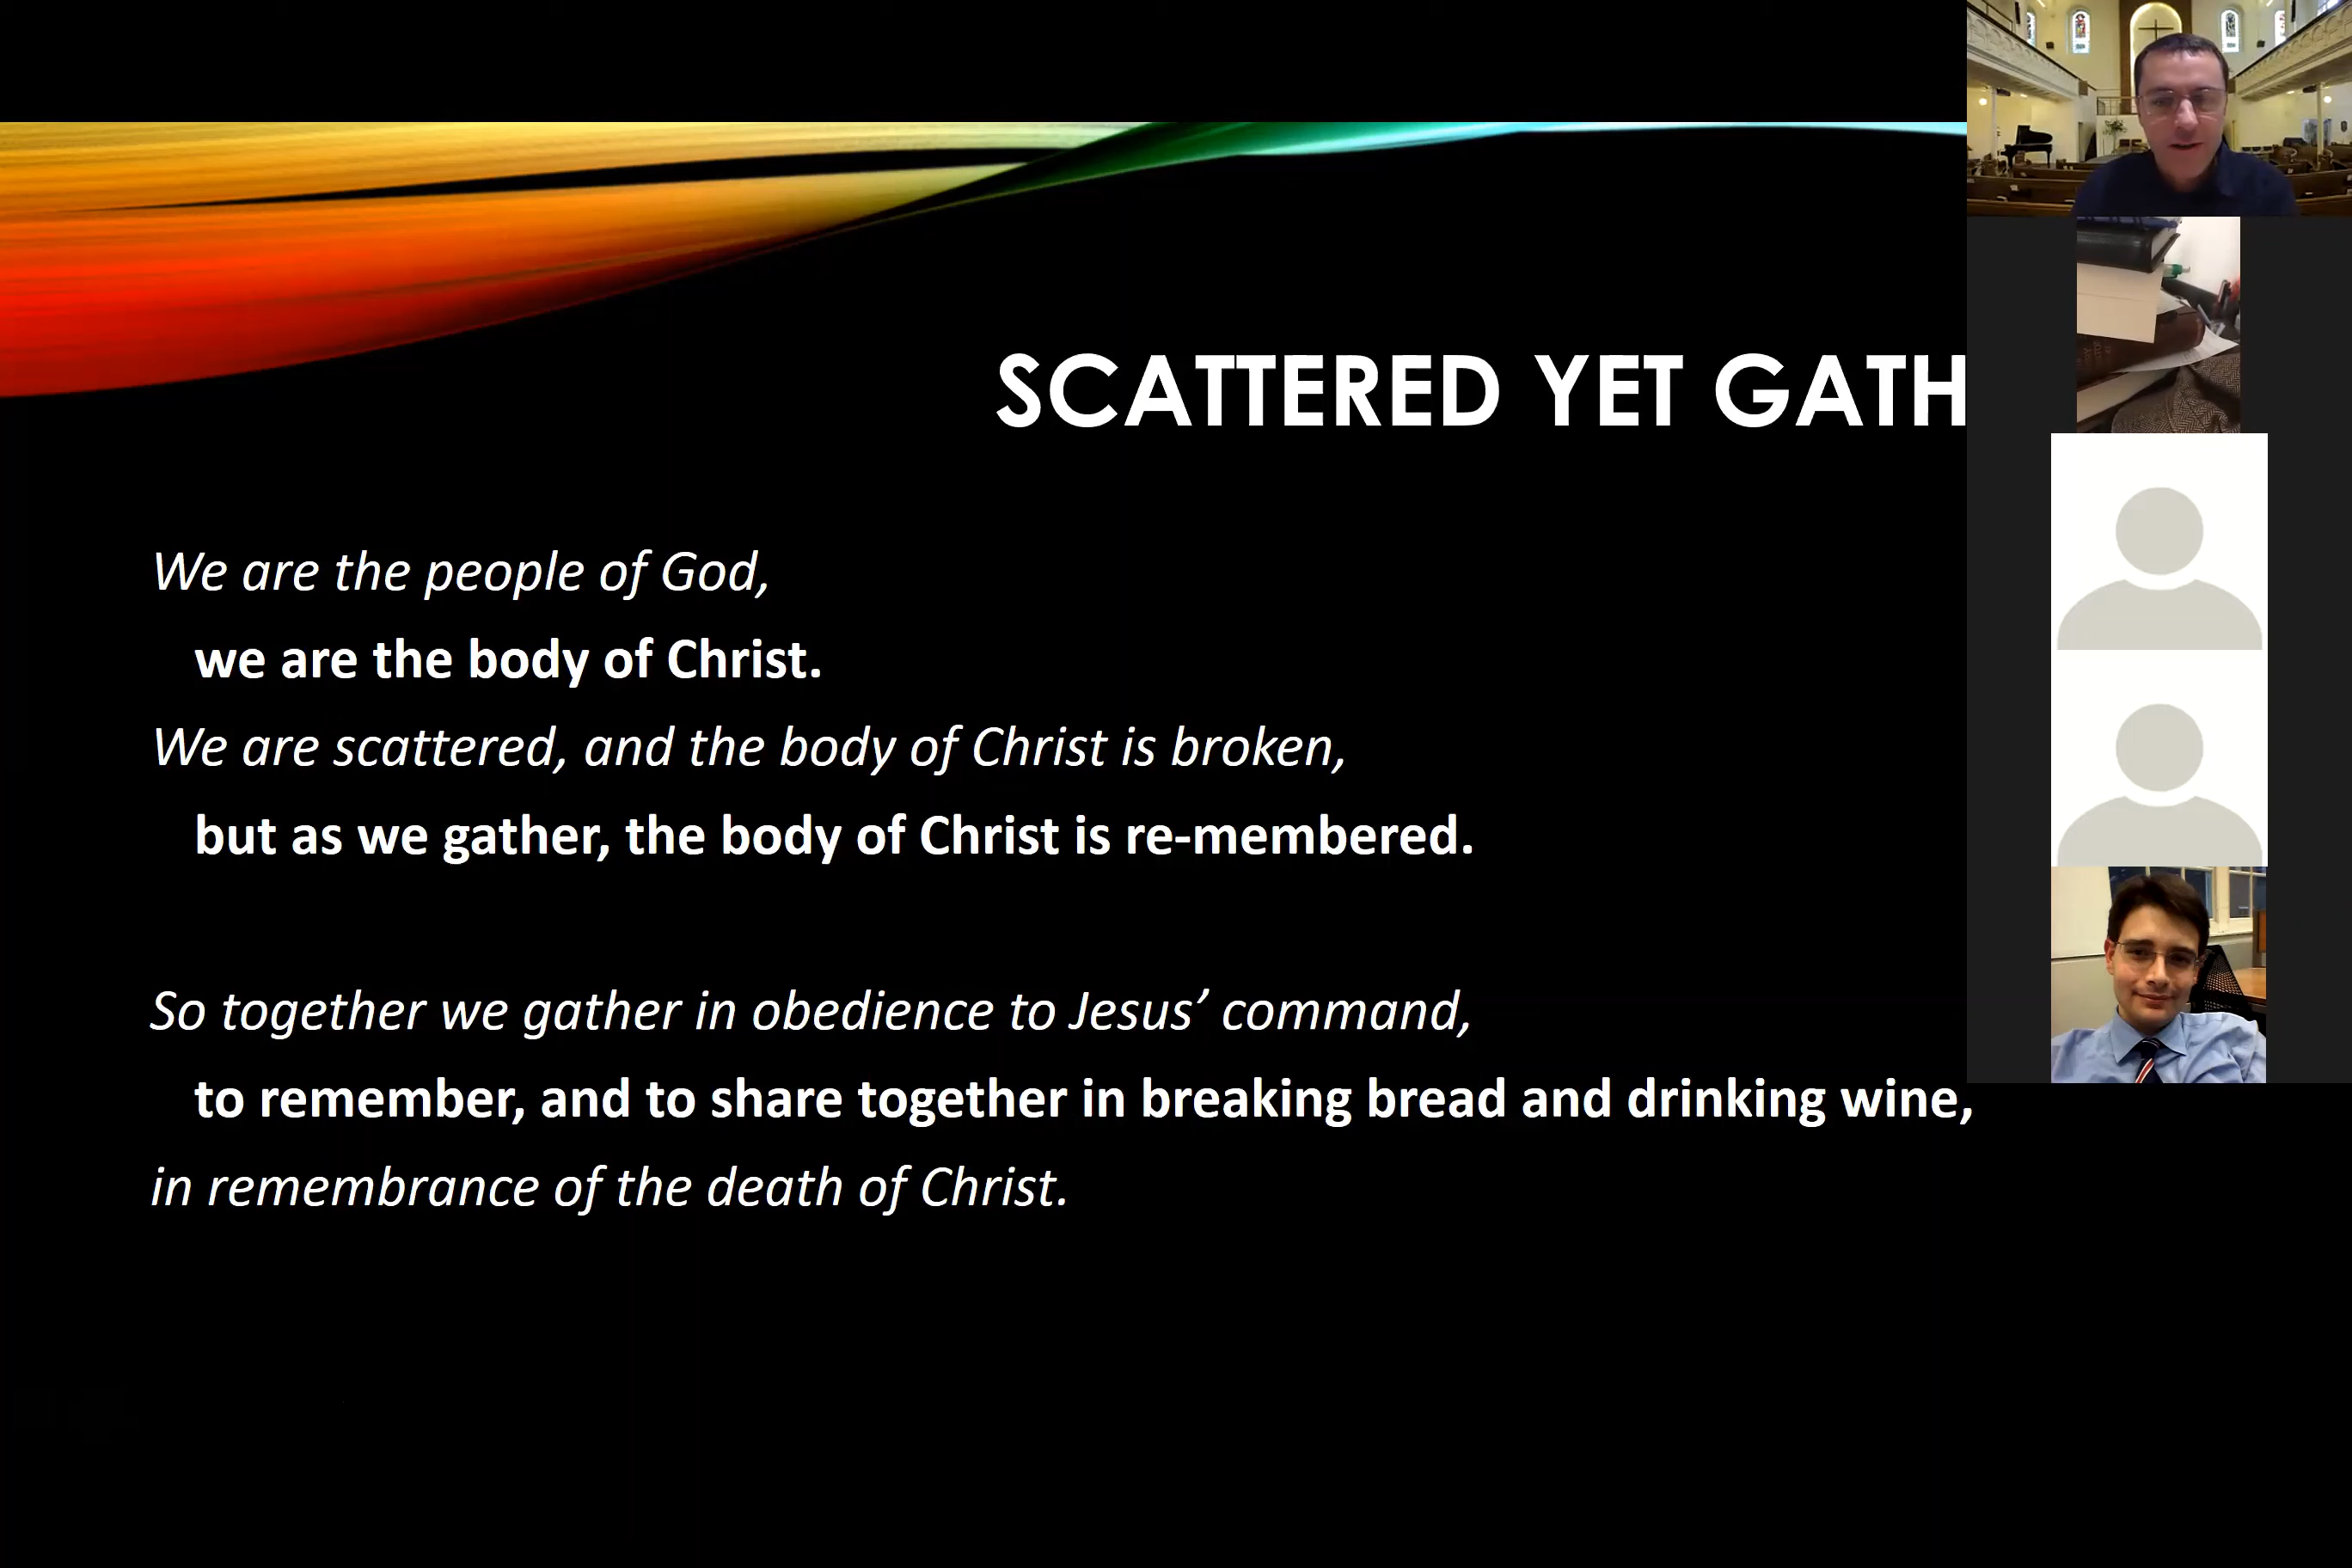 SCATTERED YET GATH
We are the people of God,
we are the body of Christ.
We are scattered, and the body of Christ is broken,
but as we gather, the body of Christ is re-membered.
So together we gather in obedience to Jesus’ command,
to remember, and to share together in breaking bread and drinking wine,
in remembrance of the death of Christ.